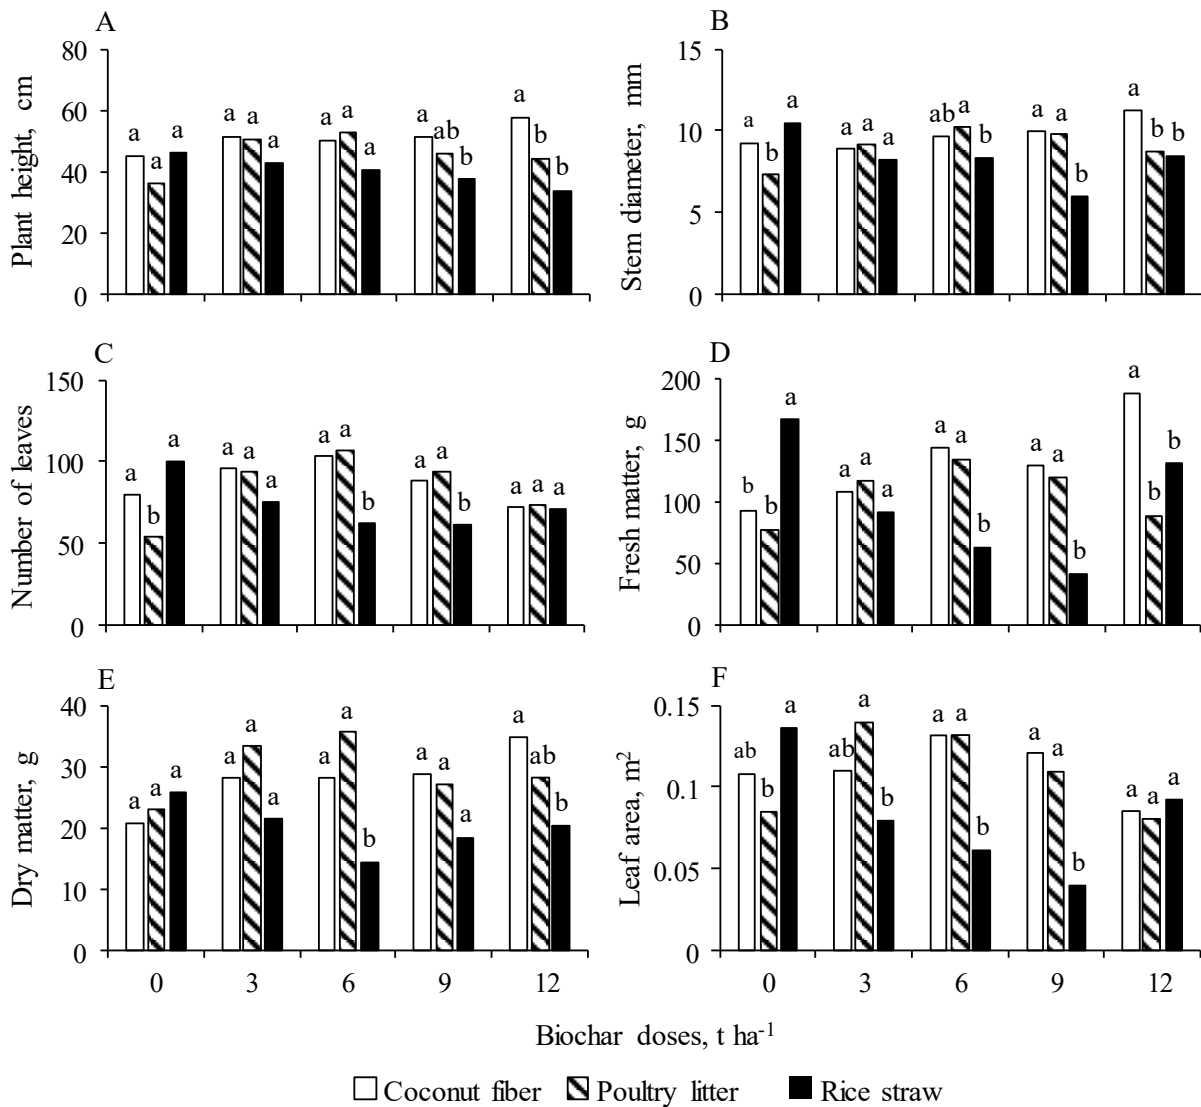 A
Plant height, cm
80
60
40
20
0
a a a
a a a
a a a
a ab b
a b b
B
Stem diameter, mm
15
10
5
0
a b a
a a a
ab a b
a a b
a b b
C
Number of leaves
150
100
50
0
a b a
a a a
a a b
a a b
a a a
D
Fresh matter, g
200
150
100
50
0
b b a
a a a
a a b
a a b
a b b
E
Dry matter, g
40
30
20
10
0
a a a
a a a
a a b
a a a
a ab b
0 3 6 9 12
F
Leaf area, m²
0.15
0.1
0.05
0
ab b a
ab a b
a a b
a a b
a a a
0 3 6 9 12
Biochar doses, t ha⁻¹
Coconut fiber Poultry litter Rice straw